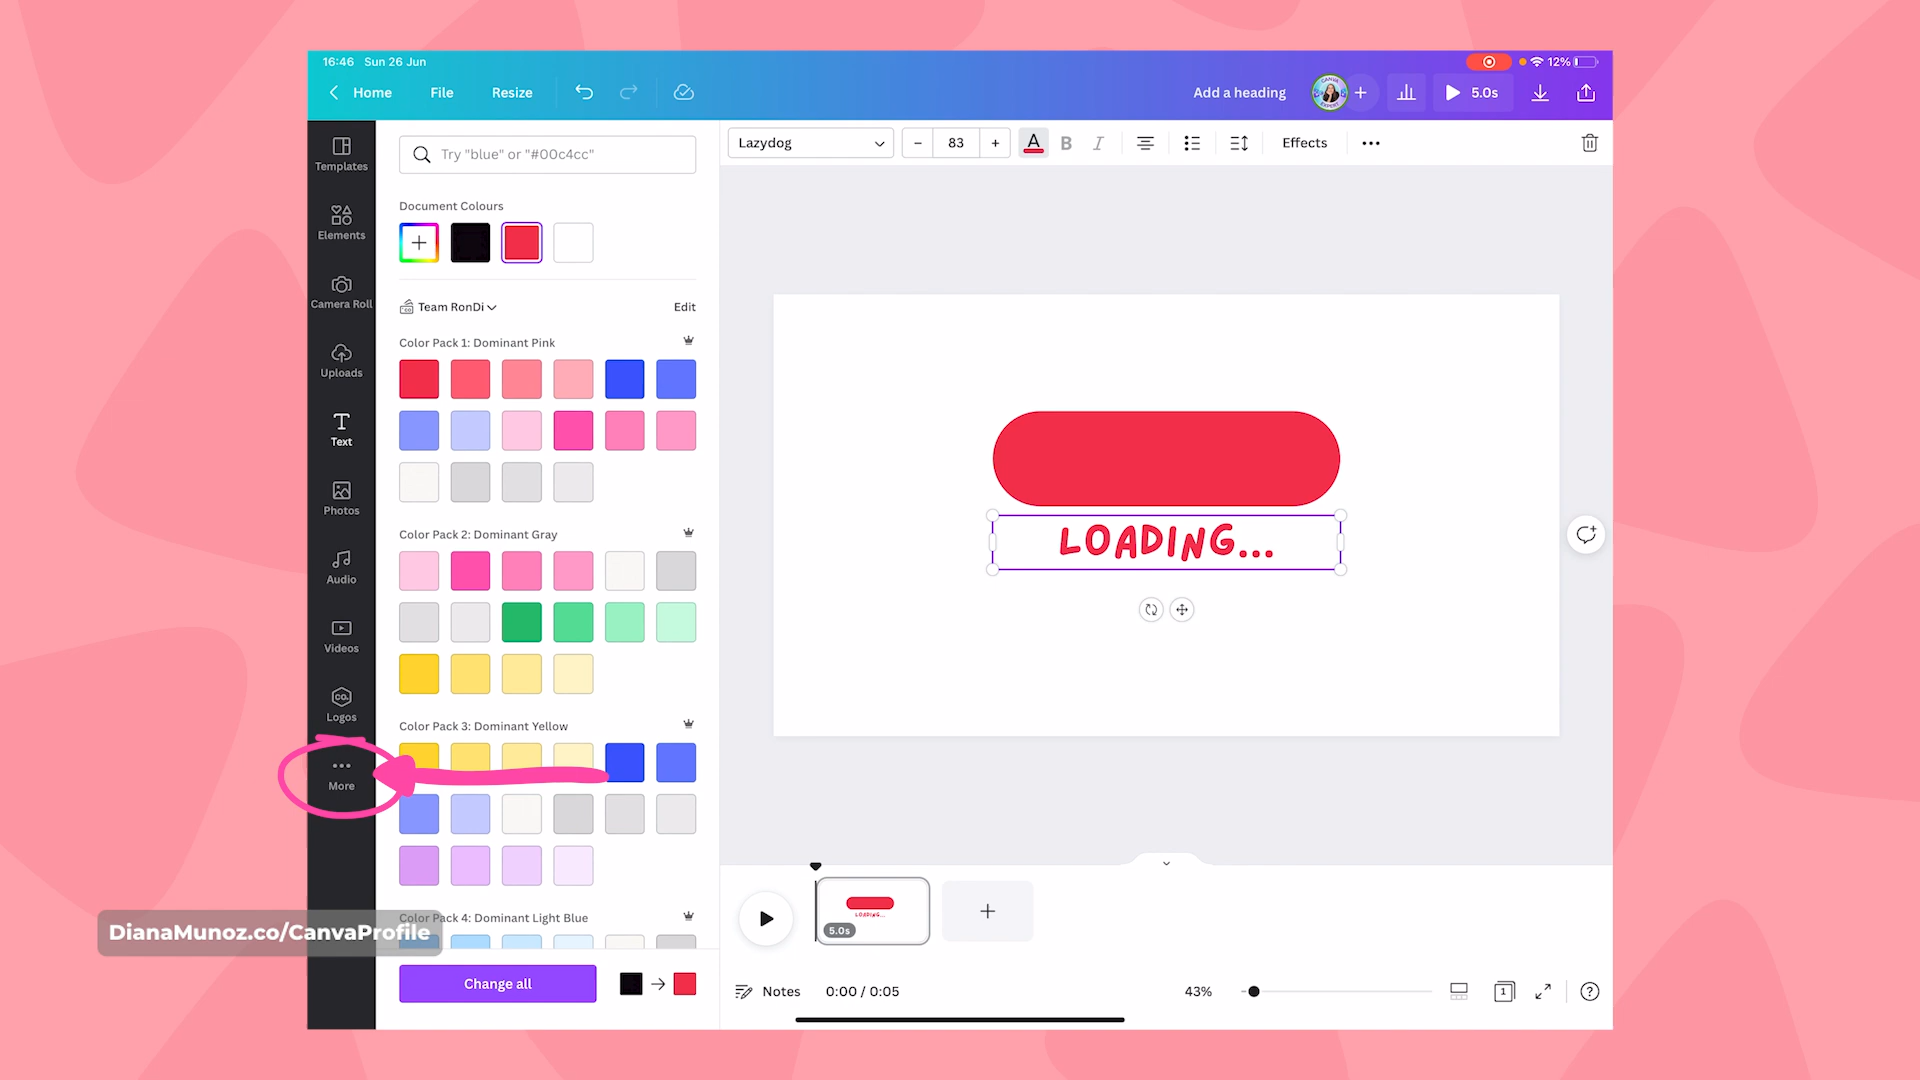 16:46 Sun 26 Jun
12%
Home File Resize
Add a heading
5.0s
Templates
Elements
Camera Roll
Uploads
Text
Photos
Audio
Videos
Logos
More
Try "blue" or "#00c4cc"
Document Colours
Team RonDi
Edit
Color Pack 1: Dominant Pink
Color Pack 2: Dominant Gray
Color Pack 3: Dominant Yellow
Color Pack 4: Dominant Light Blue
Change all
Lazydog
- 83 +
A B I
Effects
LOADING...
LOADING...
5.0s
Notes 0:00 / 0:05
43%
1
DianaMunoz.co/CanvaProfile